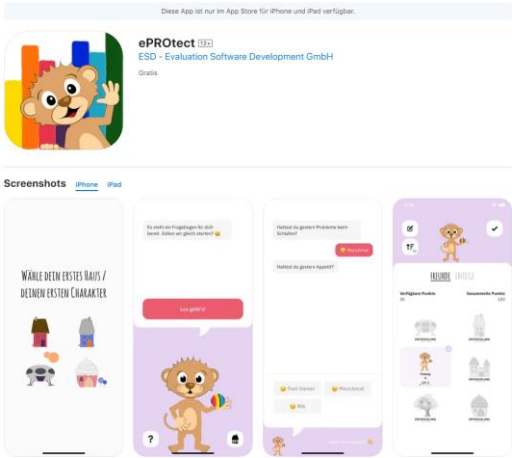 Diese App ist nur im App Store für iPhone und iPad verfügbar.
ePROtect 12+
ESD - Evaluation Software Development GmbH
Gratis
Screenshots iPhone iPad
WÄHLE DEIN ERSTES HAUS /
DEINEN ERSTEN CHARAKTER
Es steht ein Fragebogen für dich
bereit. Sollen wir gleich starten?
Los geht's!
?
Hattest du gestern Probleme beim
Schlafen?
Manchmal
Hattest du gestern Appetit?
Fast immer
Manchmal
Nie
FREUNDE
Verfügbare Punkte
Gesammelte Punkte